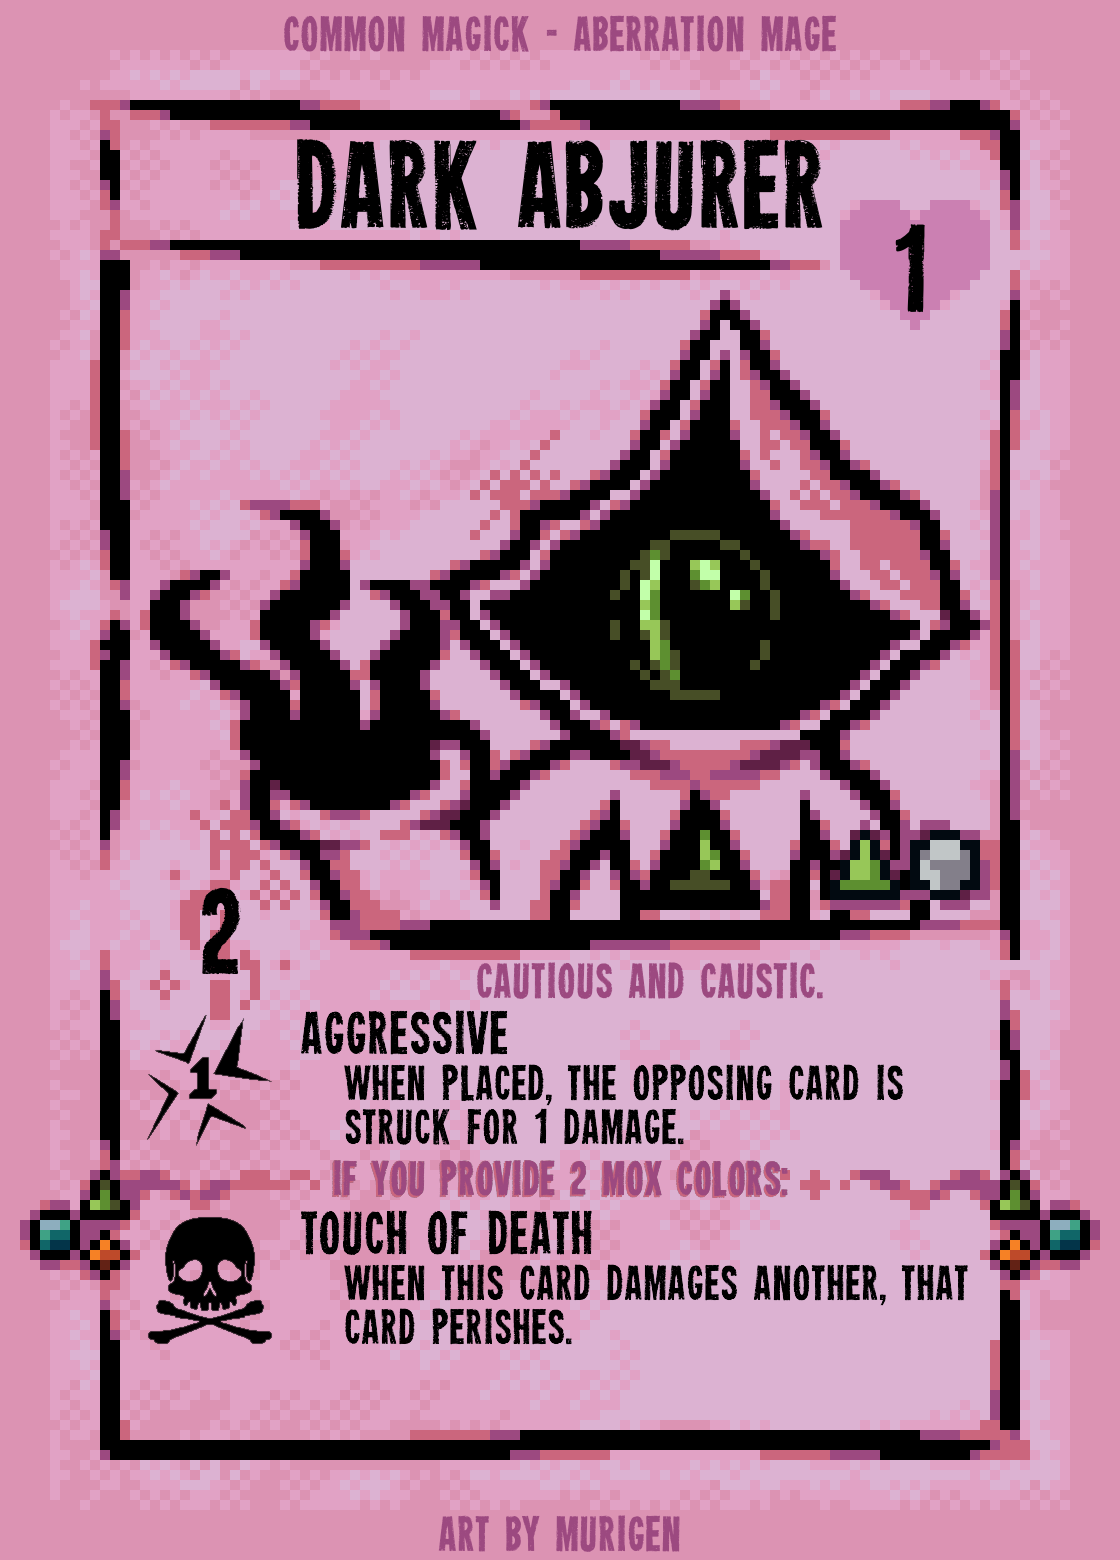 COMMON MAGICK - ABERRATION MAGE
DARK ABJURER
1
2
CAUTIOUS AND CAUSTIC.
AGGRESSIVE
1
WHEN PLACED, THE OPPOSING CARD IS
STRUCK FOR 1 DAMAGE.
IF YOU PROVIDE 2 MOX COLORS:
TOUCH OF DEATH
WHEN THIS CARD DAMAGES ANOTHER, THAT
CARD PERISHES.
ART BY MURIGEN